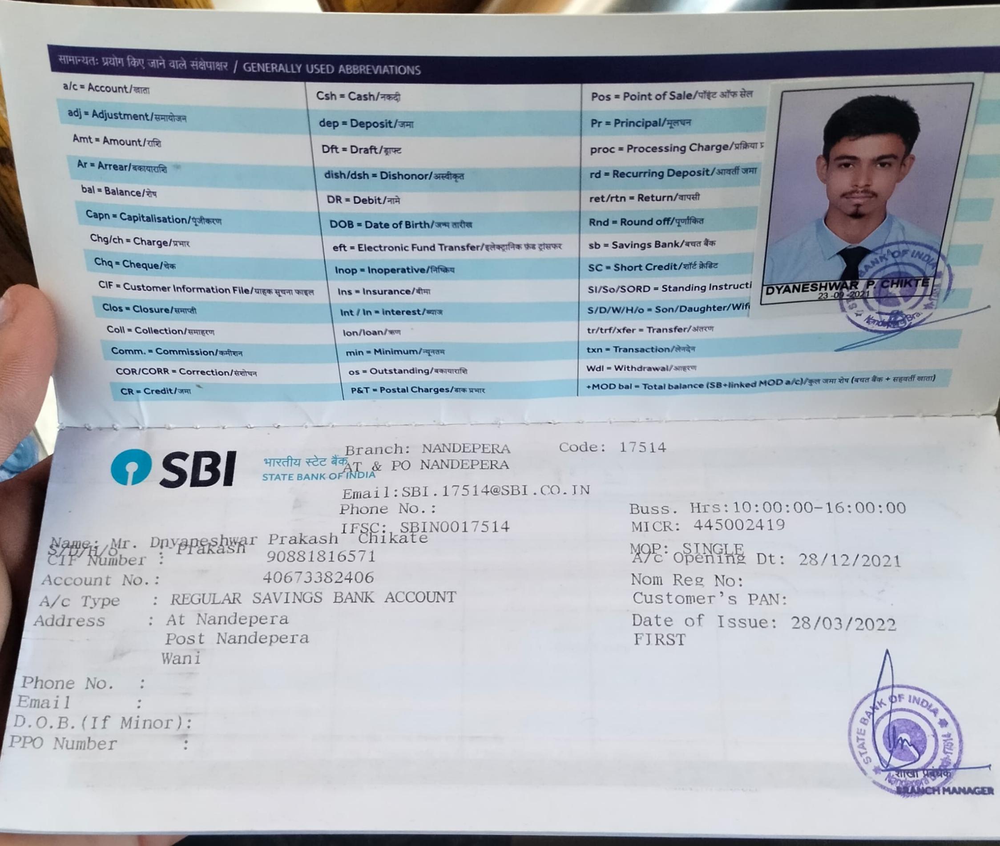 सामान्यतः प्रयोग किए जाने वाले संक्षेपाक्षर / GENERALLY USED ABBREVIATIONS
a/c = Account/खाता
adj = Adjustment/समायोजन
Amt = Amount/राशि
Ar = Arrear/बकायाराशि
bal = Balance/शेष
Capn = Capitalisation/पूंजीकरण
Chg/ch = Charge/प्रभार
Chq = Cheque/चेक
CIF = Customer Information File/ग्राहक सूचना फाइल
Clos = Closure/समाप्ती
Coll = Collection/समाहरण
Comm. = Commission/कमीशन
COR/CORR = Correction/संशोधन
CR = Credit/जमा
Csh = Cash/नकदी
dep = Deposit/जमा
Dft = Draft/ड्राफ्ट
dish/dsh = Dishonor/अस्वीकृत
DR = Debit/नामे
DOB = Date of Birth/जन्म तारीख
eft = Electronic Fund Transfer/इलेक्ट्रानिक फ़ंड ट्रांसफर
Inop = Inoperative/निष्क्रिय
Ins = Insurance/बीमा
Int / In = interest/ब्याज
lon/loan/ऋण
min = Minimum/न्यूनतम
os = Outstanding/बकायाराशि
P&T = Postal Charges/डाक प्रभार
Pos = Point of Sale/पॉइंट ऑफ सेल
Pr = Principal/मूलधन
proc = Processing Charge/प्रक्रिया प्र
rd = Recurring Deposit/आवर्ती जमा
ret/rtn = Return/वापसी
Rnd = Round off/पूर्णांकित
sb = Savings Bank/बचत बैंक
SC = Short Credit/शॉर्ट क्रेडिट
SI/So/SORD = Standing Instructi
S/D/W/H/o = Son/Daughter/Wif
tr/trf/xfer = Transfer/अंतरण
txn = Transaction/लेनदेन
Wdl = Withdrawal/आहरण
+MOD bal = Total balance (SB+linked MOD a/c)/कुल जमा शेष (बचत बैंक + सहवर्ती खाता)
DYANESHWAR P. CHIKTE
23-09-2021
BANK OF INDIA
SBI
भारतीय स्टेट बैंक
STATE BANK OF INDIA
Branch: NANDEPERA Code: 17514
AT & PO NANDEPERA
Email:SBI.17514@SBI.CO.IN
Phone No.:
Buss. Hrs:10:00:00-16:00:00
IFSC: SBIN0017514
MICR: 445002419
Name: Mr. Dnyaneshwar Prakash Chikate
S/D/H/o : Prakash
MOP: SINGLE
CIF Number : 90881816571
A/c Opening Dt: 28/12/2021
Account No.: 40673382406
Nom Reg No:
A/c Type : REGULAR SAVINGS BANK ACCOUNT
Customer's PAN:
Address : At Nandepera
Date of Issue: 28/03/2022
Post Nandepera
FIRST
Wani
Phone No. :
Email :
D.O.B.(If Minor):
PPO Number :
STATE BANK OF INDIA
शाखा प्रबंधक
BRANCH MANAGER